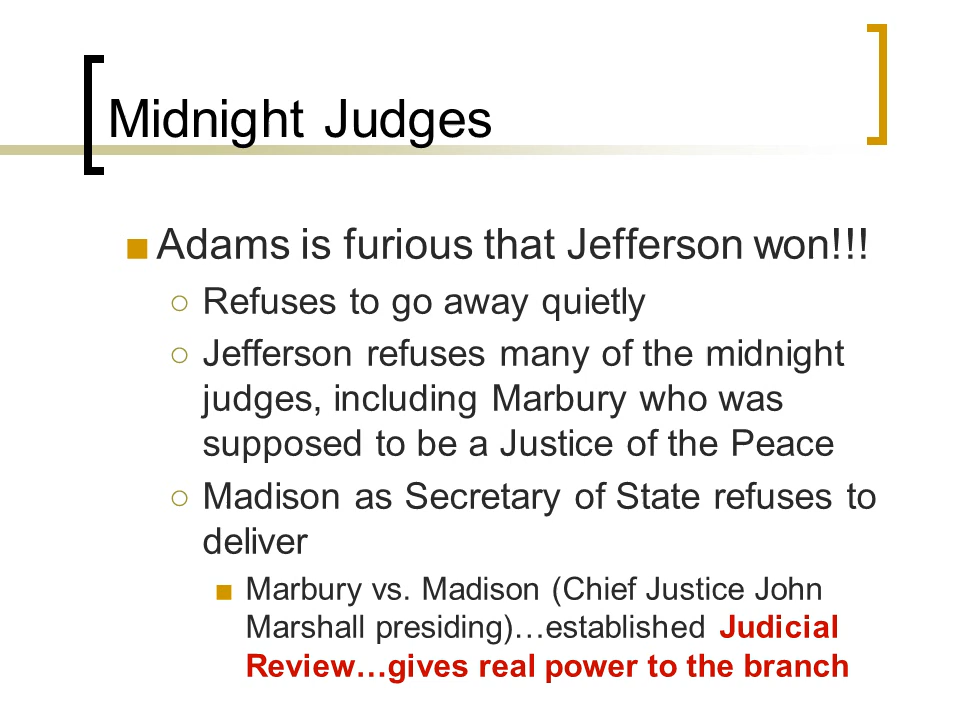 Midnight Judges
■ Adams is furious that Jefferson won!!!
○ Refuses to go away quietly
○ Jefferson refuses many of the midnight
judges, including Marbury who was
supposed to be a Justice of the Peace
○ Madison as Secretary of State refuses to
deliver
■ Marbury vs. Madison (Chief Justice John
Marshall presiding)…established Judicial
Review…gives real power to the branch